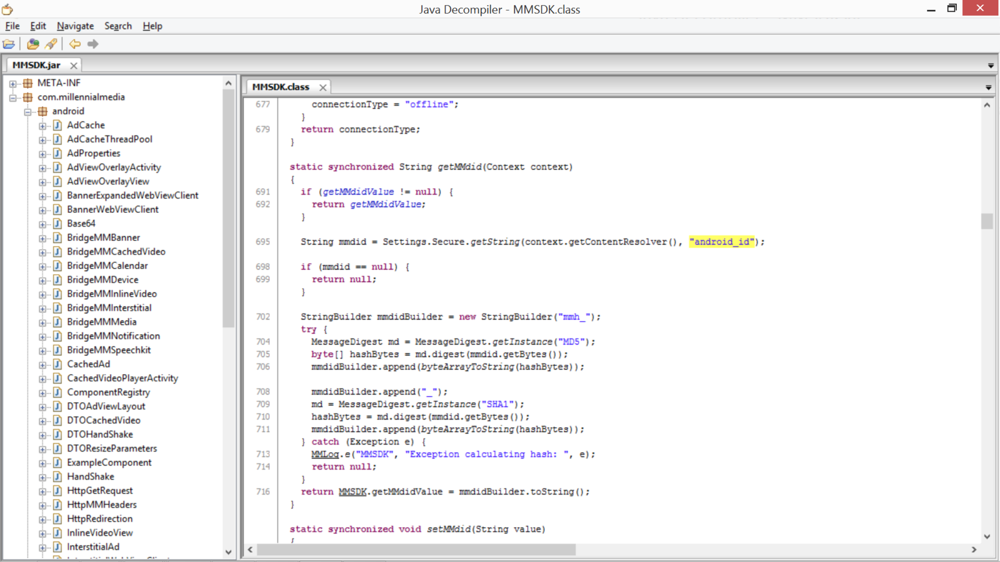 Java Decompiler - MMSDK.class
File Edit Navigate Search Help
MMSDK.jar
META-INF
com.millennialmedia
android
AdCache
AdCacheThreadPool
AdProperties
AdViewOverlayActivity
AdViewOverlayView
BannerExpandedWebViewClient
BannerWebViewClient
Base64
BridgeMMBanner
BridgeMMCachedVideo
BridgeMMCalendar
BridgeMMDevice
BridgeMMInlineVideo
BridgeMMInterstitial
BridgeMMMedia
BridgeMMNotification
BridgeMMSpeechkit
CachedAd
CachedVideoPlayerActivity
ComponentRegistry
DTOAdViewLayout
DTOCachedVideo
DTOHandShake
DTOResizeParameters
ExampleComponent
HandShake
HttpGetRequest
HttpMMHeaders
HttpRedirection
InlineVideoView
InterstitialAd
MMSDK.class
677 connectionType = "offline";
}
679 return connectionType;
}
static synchronized String getMMdid(Context context)
{
691 if (getMMdidValue != null) {
692 return getMMdidValue;
}
695 String mmdid = Settings.Secure.getString(context.getContentResolver(), "android_id");
698 if (mmdid == null) {
699 return null;
}
702 StringBuilder mmdidBuilder = new StringBuilder("mmh_");
try {
704 MessageDigest md = MessageDigest.getInstance("MD5");
705 byte[] hashBytes = md.digest(mmdid.getBytes());
706 mmdidBuilder.append(byteArrayToString(hashBytes));
708 mmdidBuilder.append("_");
709 md = MessageDigest.getInstance("SHA1");
710 hashBytes = md.digest(mmdid.getBytes());
711 mmdidBuilder.append(byteArrayToString(hashBytes));
} catch (Exception e) {
713 MMLog.e("MMSDK", "Exception calculating hash: ", e);
714 return null;
}
716 return MMSDK.getMMdidValue = mmdidBuilder.toString();
}
static synchronized void setMMdid(String value)
{